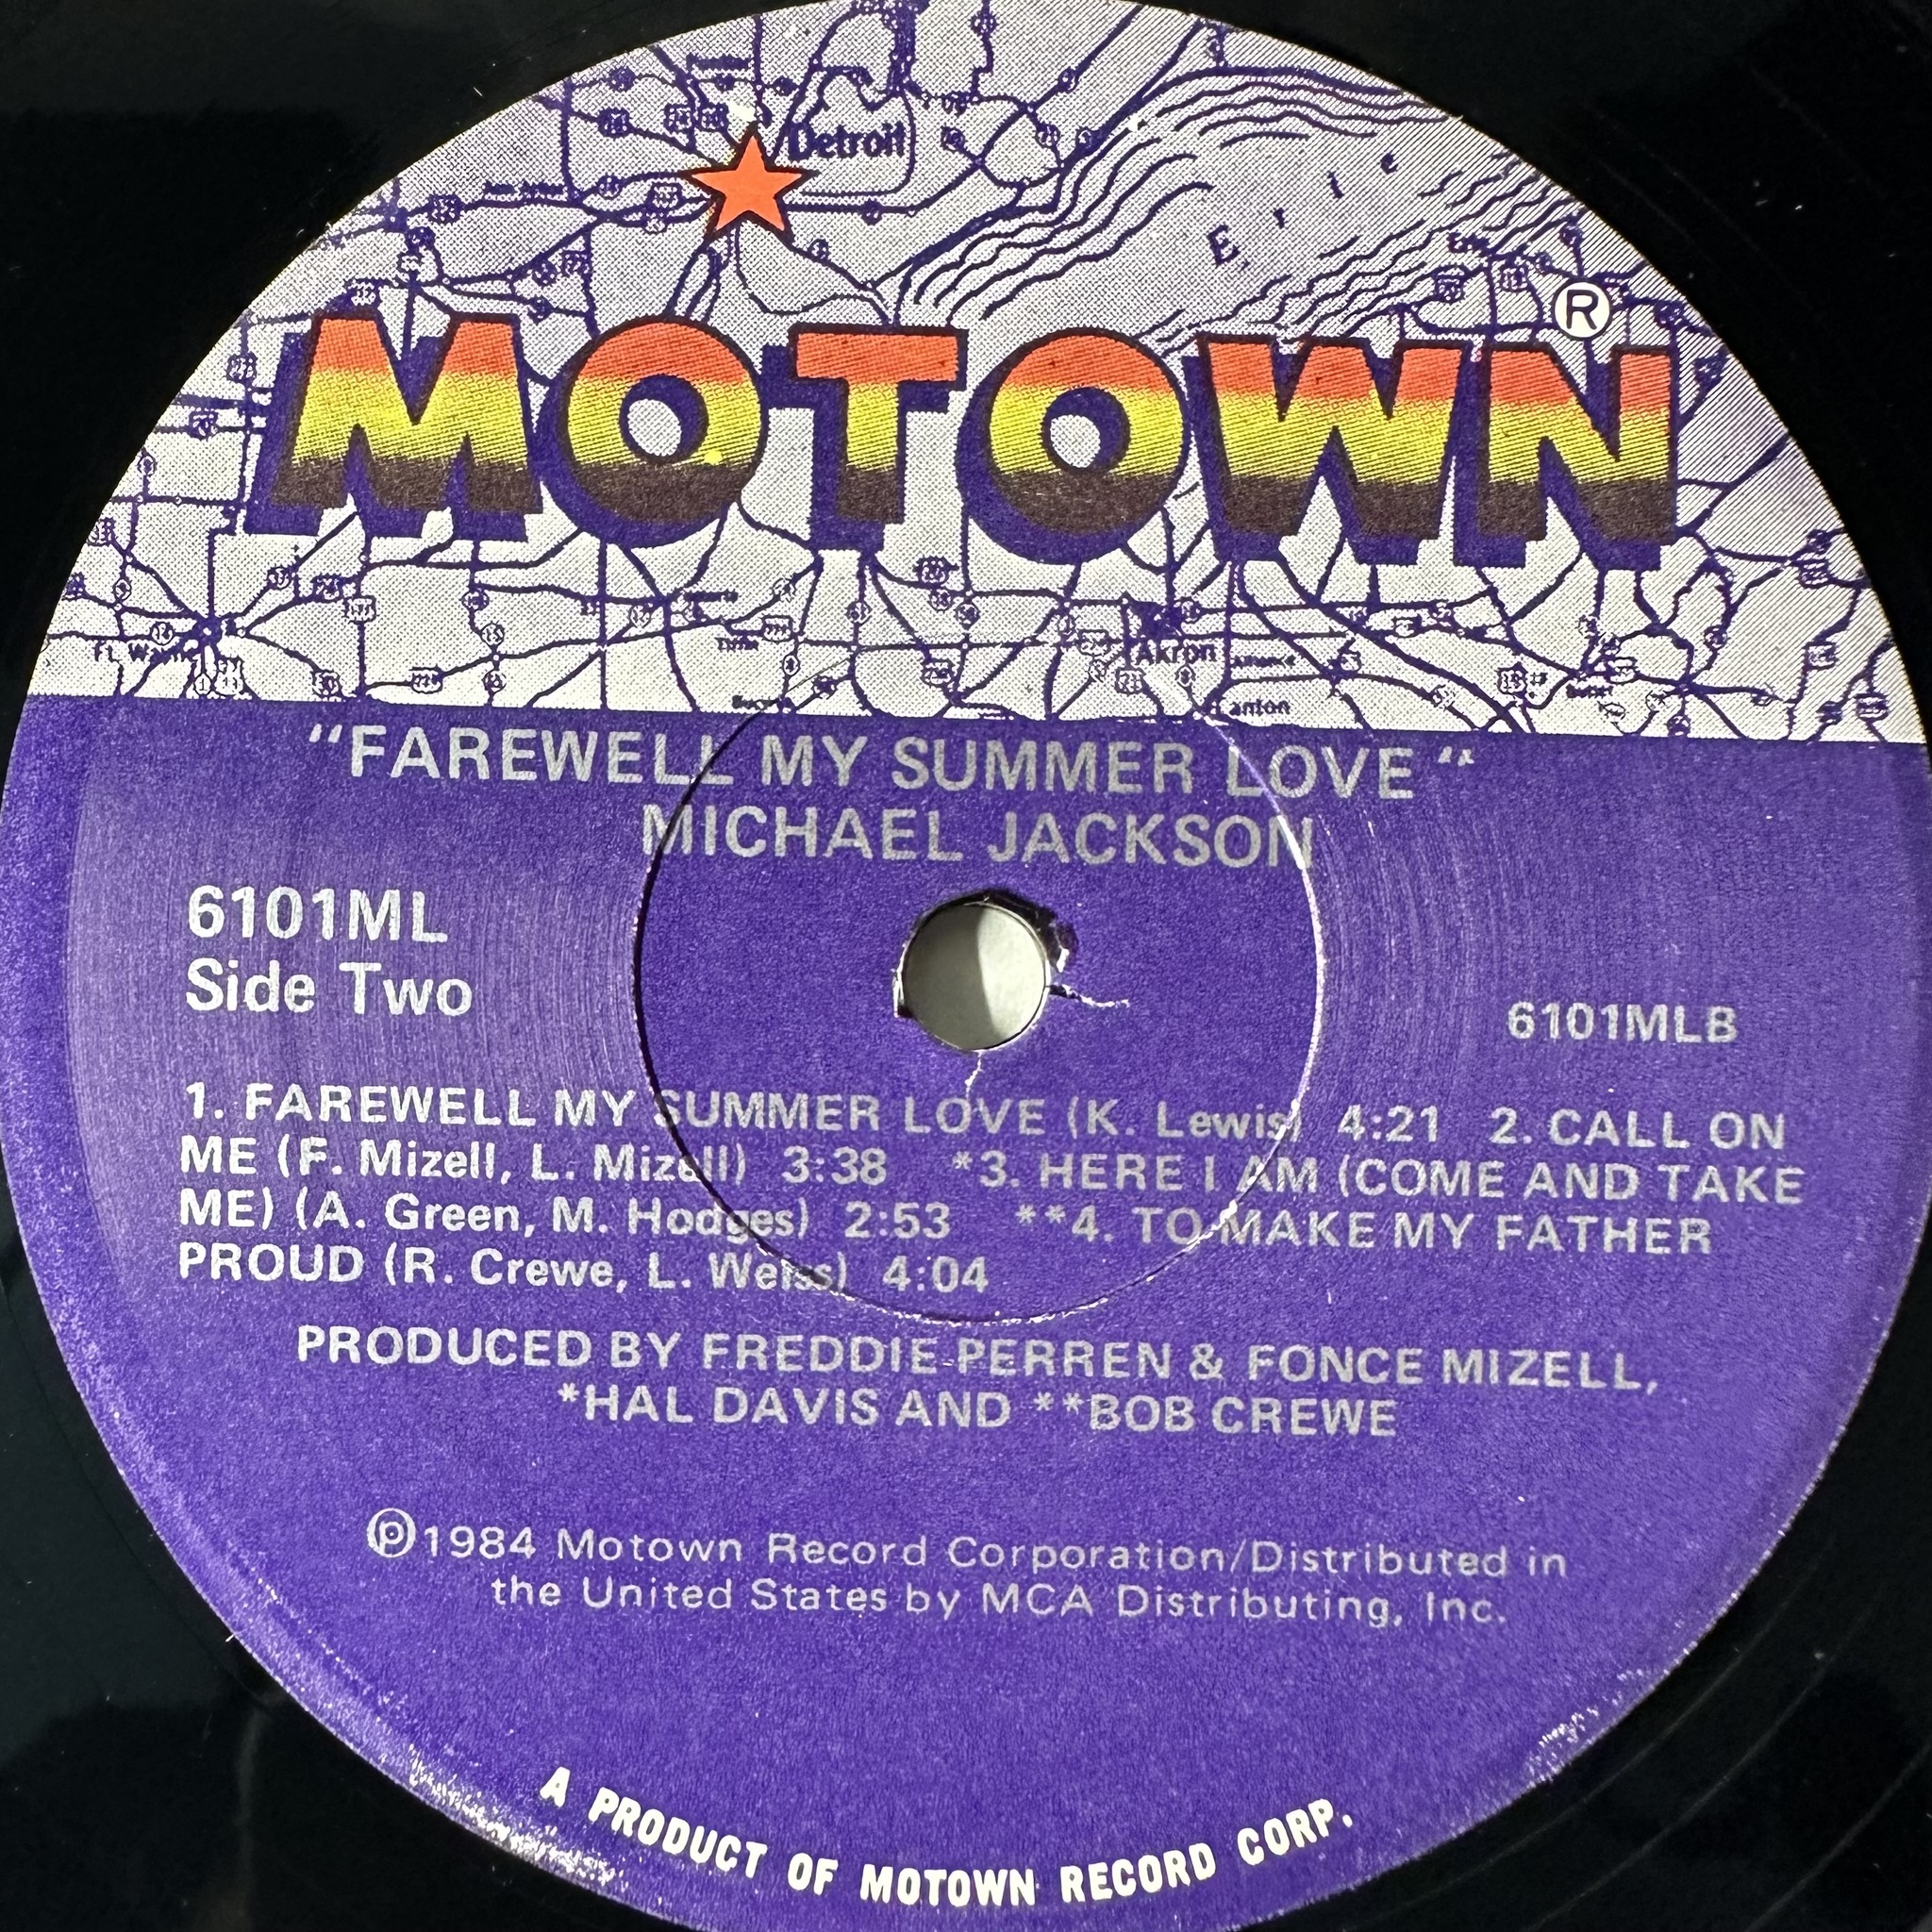 Detroit
Erie
MOTOWN®
Akron
"FAREWELL MY SUMMER LOVE"
MICHAEL JACKSON
6101ML
Side Two
6101MLB
1. FAREWELL MY SUMMER LOVE (K. Lewis) 4:21 2. CALL ON
ME (F. Mizell, L. Mizell) 3:38 *3. HERE I AM (COME AND TAKE
ME) (A. Green, M. Hodges) 2:53 **4. TO MAKE MY FATHER
PROUD (R. Crewe, L. Weiss) 4:04
PRODUCED BY FREDDIE PERREN & FONCE MIZELL,
*HAL DAVIS AND **BOB CREWE
℗1984 Motown Record Corporation/Distributed in
the United States by MCA Distributing, Inc.
A PRODUCT OF MOTOWN RECORD CORP.